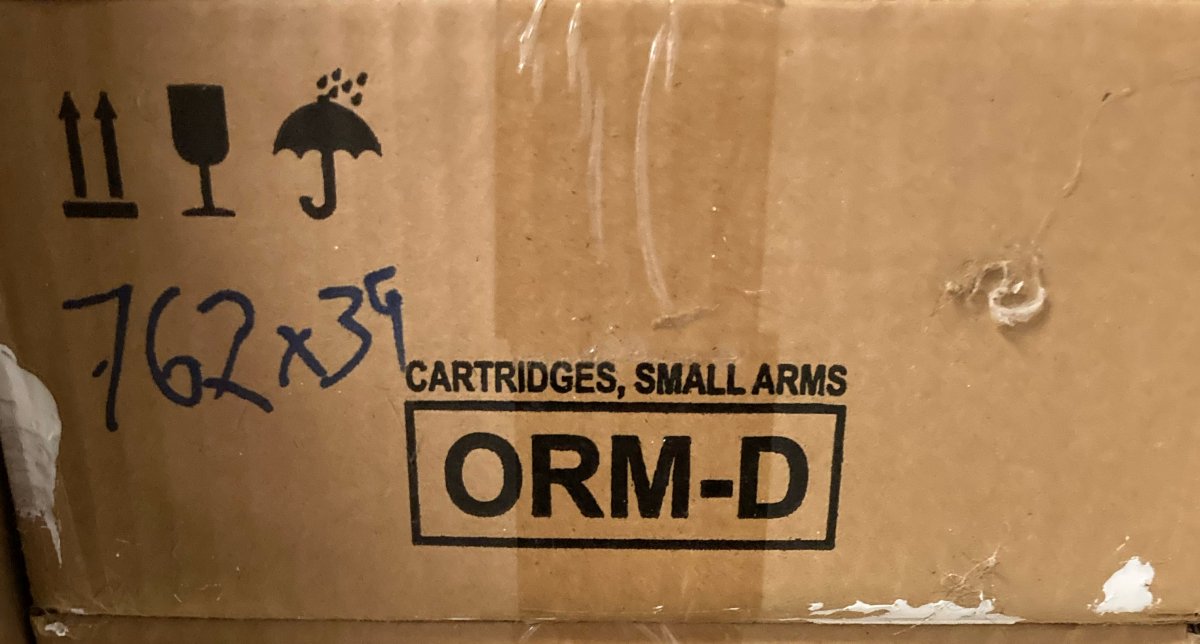 762x39
CARTRIDGES, SMALL ARMS
ORM-D